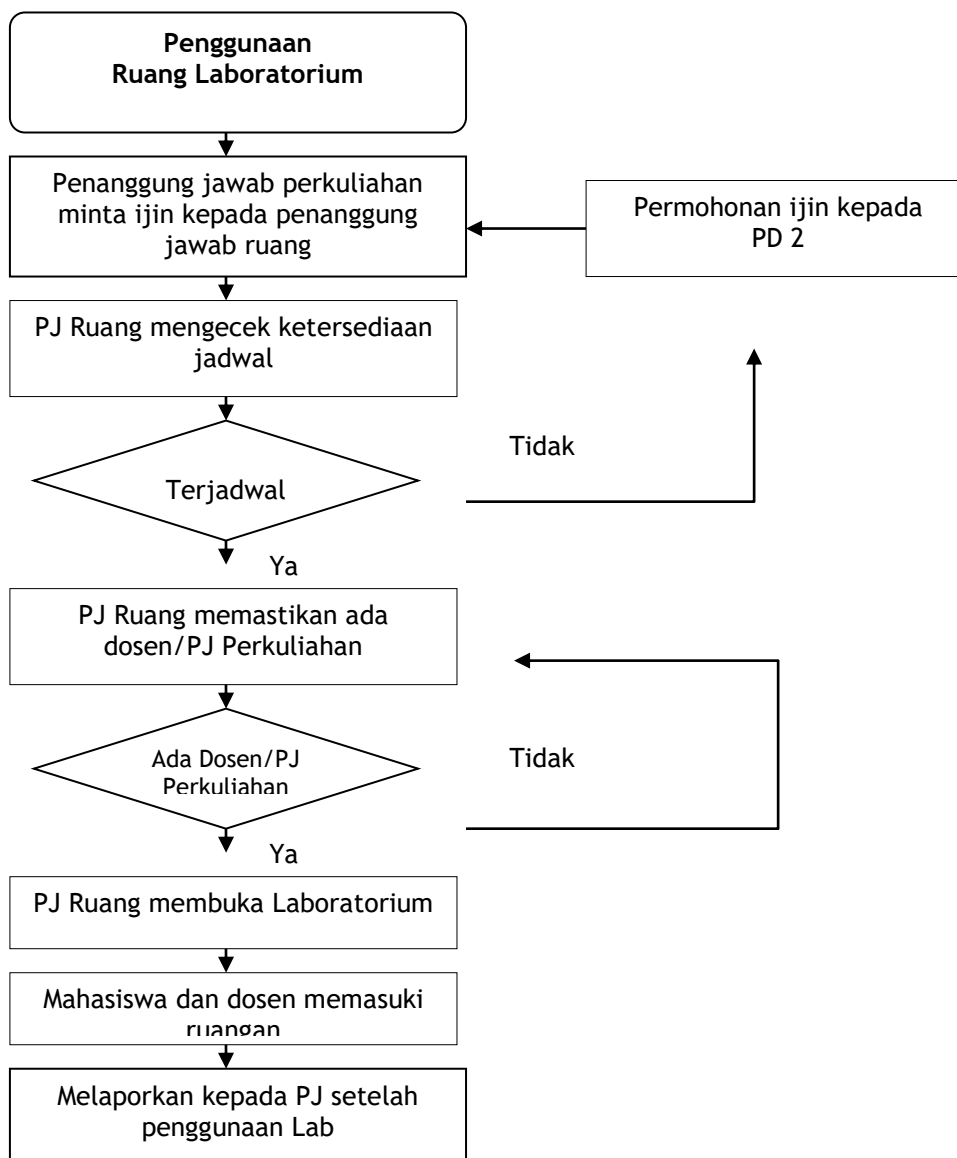 Penggunaan
Ruang Laboratorium
Penanggung jawab perkuliahan
minta ijin kepada penanggung
jawab ruang
Permohonan ijin kepada
PD 2
PJ Ruang mengecek ketersediaan
jadwal
Tidak
Terjadwal
Ya
PJ Ruang memastikan ada
dosen/PJ Perkuliahan
Ada Dosen/PJ
Perkuliahan
Tidak
Ya
PJ Ruang membuka Laboratorium
Mahasiswa dan dosen memasuki
ruangan
Melaporkan kepada PJ setelah
penggunaan Lab